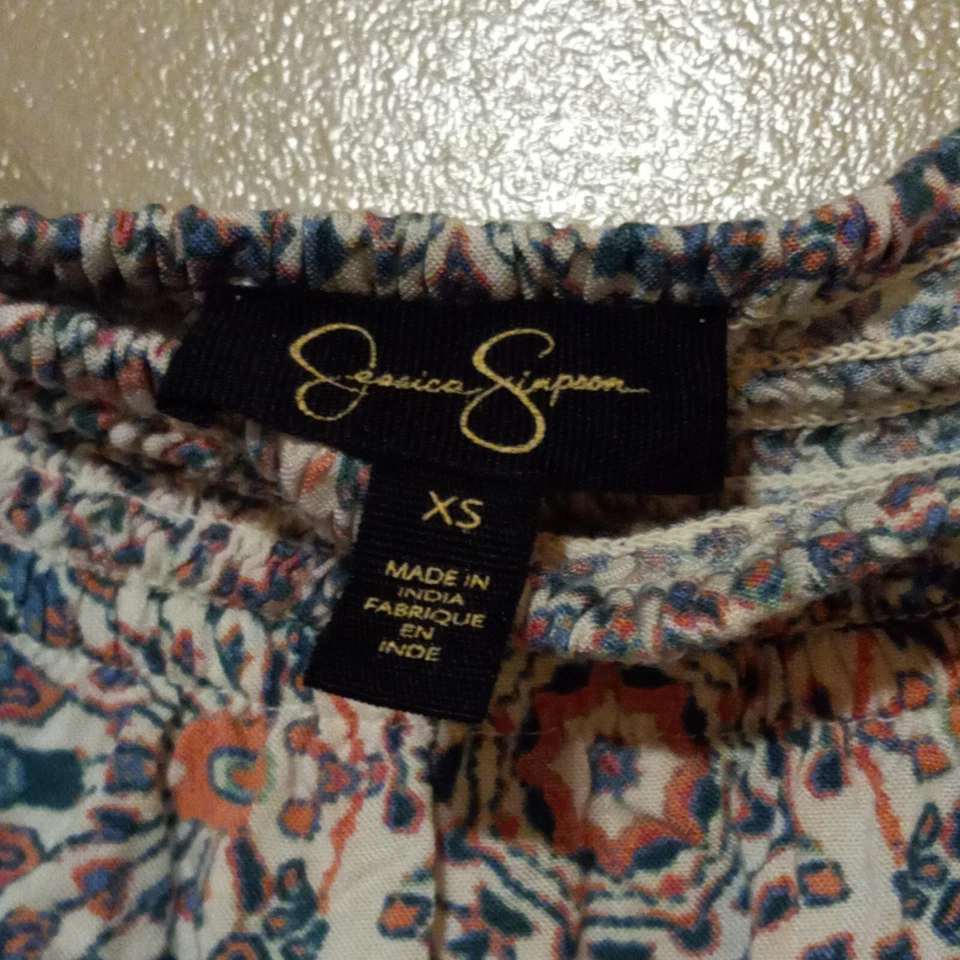 Jessica Simpson
XS
MADE IN
INDIA
FABRIQUE
EN
INDE